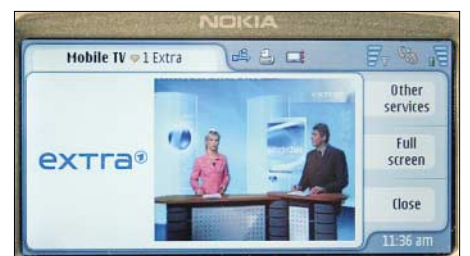 NOKIA
Mobile TV 1 Extra
Other
services
Full
screen
Close
extra
11:36 am